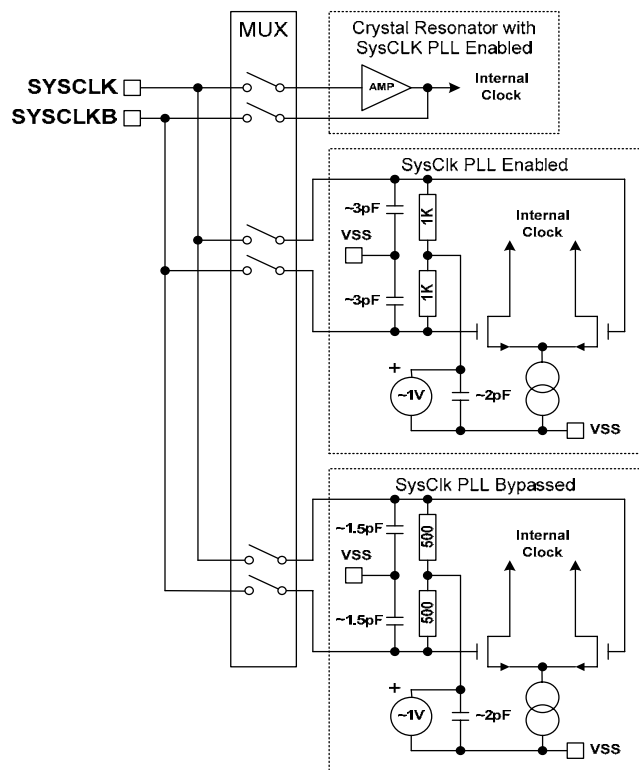 MUX
Crystal Resonator with
SysCLK PLL Enabled
SYSCLK
SYSCLKB
AMP
Internal
Clock
SysClk PLL Enabled
~3pF
1K
Internal
Clock
VSS
~3pF
1K
+
~1V
~2pF
VSS
SysClk PLL Bypassed
~1.5pF
500
Internal
Clock
VSS
~1.5pF
500
+
~1V
~2pF
VSS